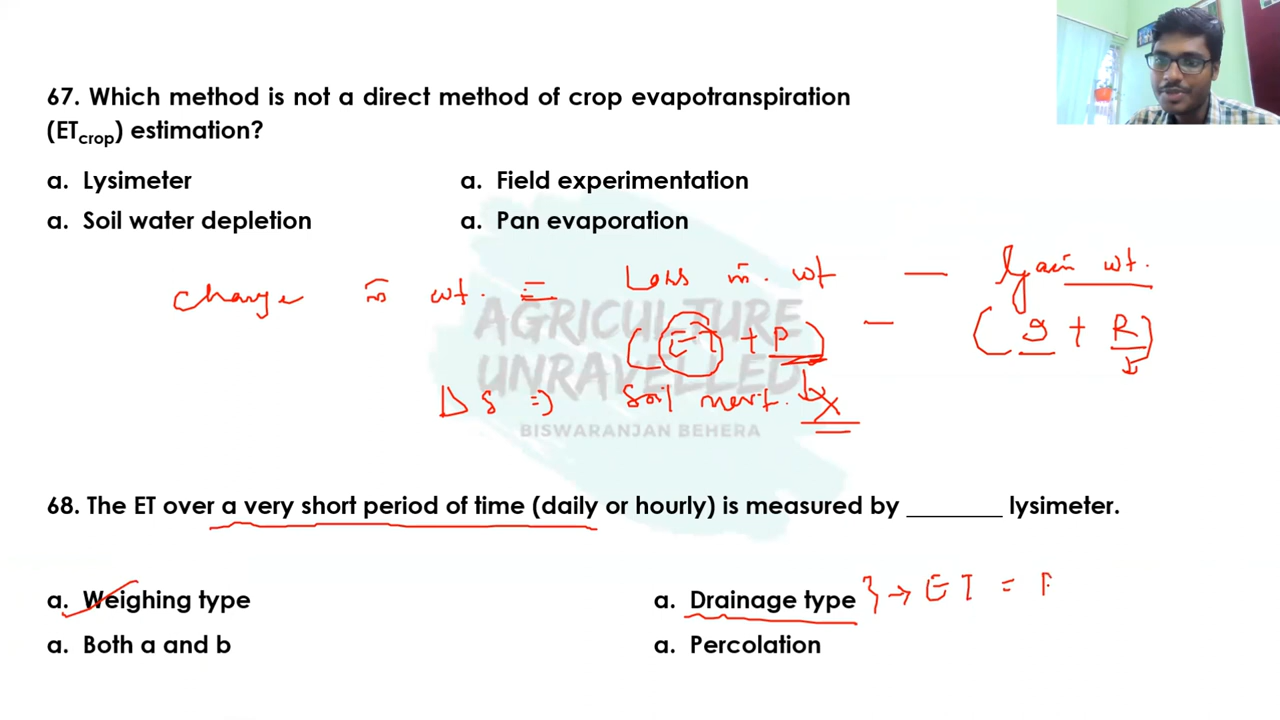 67. Which method is not a direct method of crop evapotranspiration
(ETcrop) estimation?
a. Lysimeter
a. Field experimentation
a. Soil water depletion
a. Pan evaporation
Change in wt. = Loss in wt — gain wt.
(ET + P) — (I + R)
Δ S => Soil moist.
AGRICULTURE
UNRAVELLED
BISWARANJAN BEHERA
68. The ET over a very short period of time (daily or hourly) is measured by ________ lysimeter.
a. Weighing type
a. Drainage type } → ET =
a. Both a and b
a. Percolation